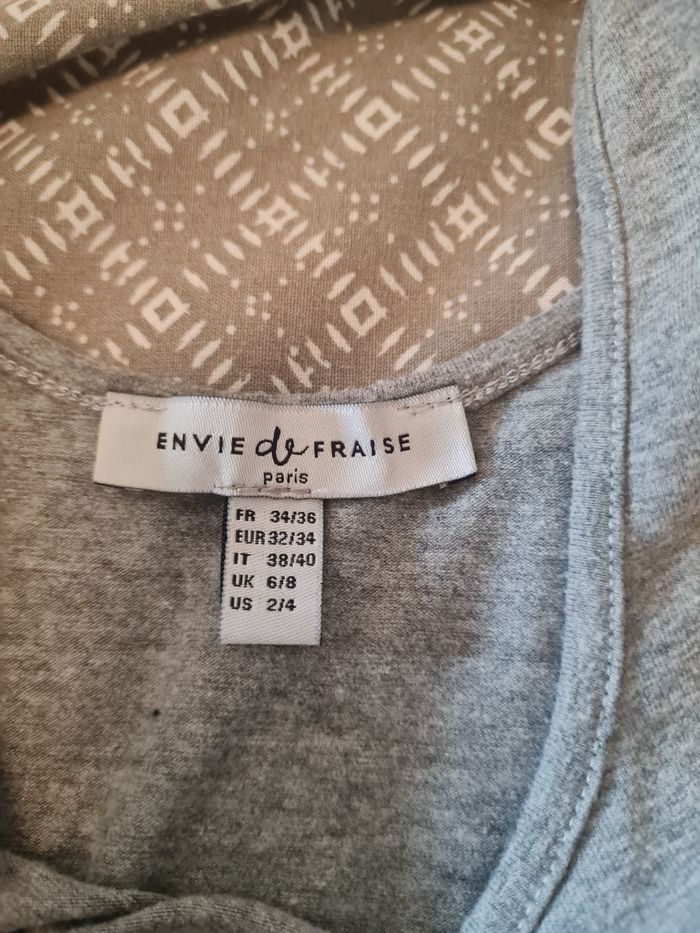 ENVIE de FRAISE
paris
FR 34/36
EUR 32/34
IT 38/40
UK 6/8
US 2/4